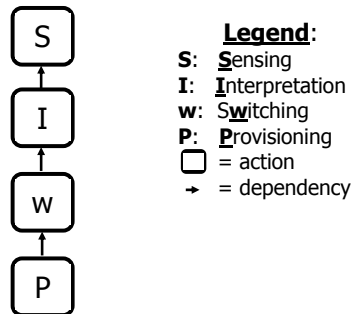 S
I
w
P
Legend:
S: Sensing
I: Interpretation
w: Switching
P: Provisioning
= action
= dependency